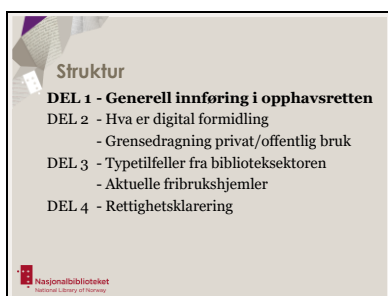 Struktur
DEL 1 - Generell innføring i opphavsretten
DEL 2 - Hva er digital formidling
- Grensedragning privat/offentlig bruk
DEL 3 - Typetilfeller fra biblioteksektoren
- Aktuelle fribrukshjemler
DEL 4 - Rettighetsklarering
Nasjonalbiblioteket
National Library of Norway